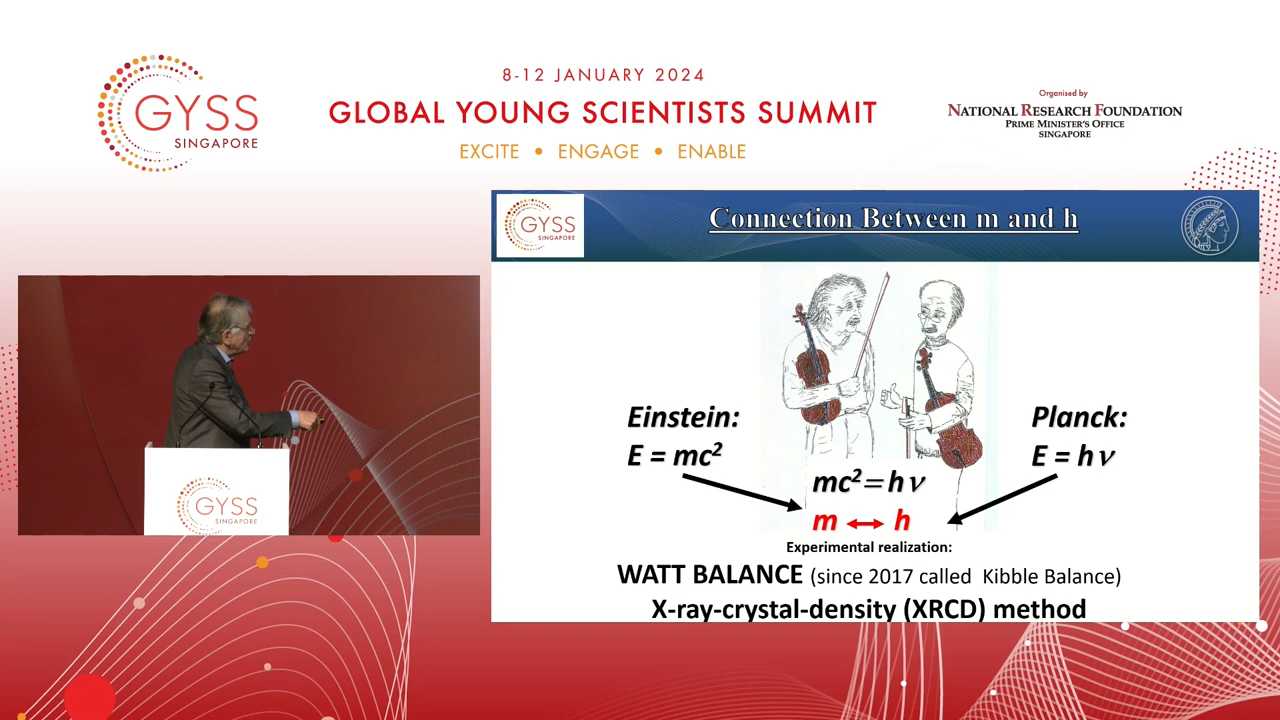 GYSS
SINGAPORE
8-12 JANUARY 2024
GLOBAL YOUNG SCIENTISTS SUMMIT
EXCITE • ENGAGE • ENABLE
Organised by
NATIONAL RESEARCH FOUNDATION
PRIME MINISTER'S OFFICE
SINGAPORE
GYSS
SINGAPORE
Connection Between m and h
Einstein:
E = mc²
Planck:
E = hν
mc² = hν
m ↔ h
Experimental realization:
WATT BALANCE (since 2017 called Kibble Balance)
X-ray-crystal-density (XRCD) method
GYSS
SINGAPORE